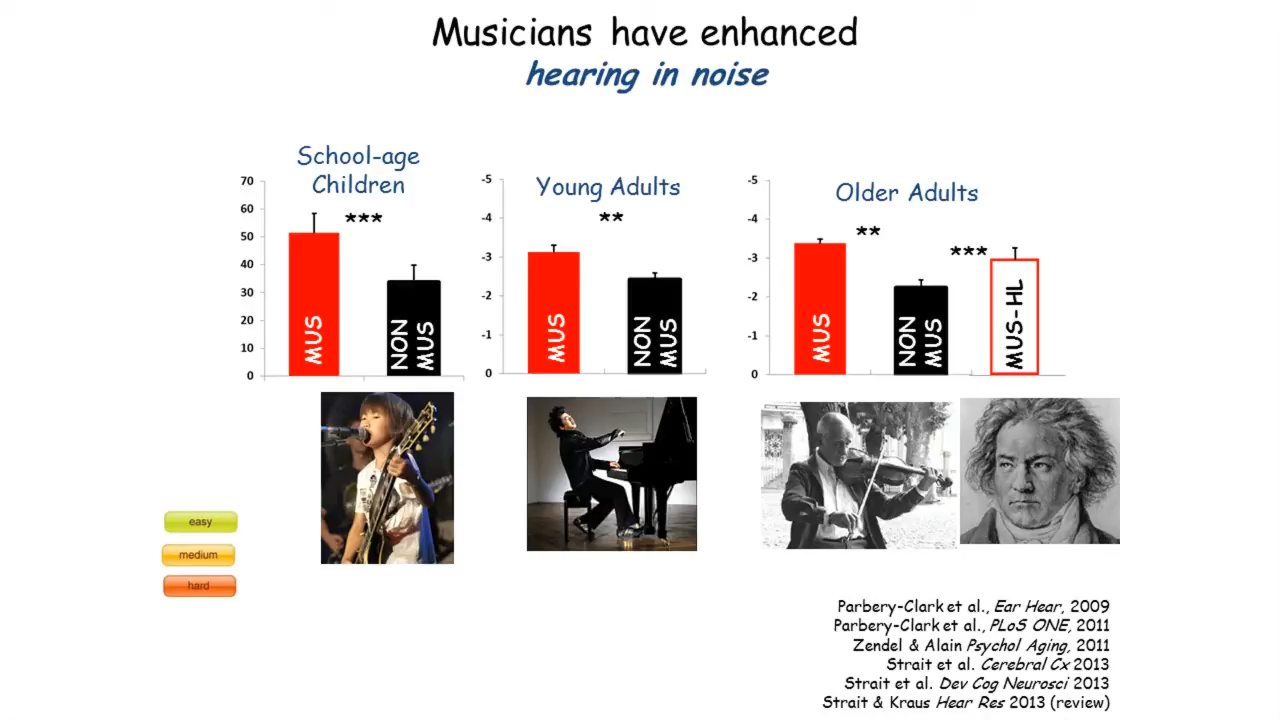 Musicians have enhanced
hearing in noise
School-age
Children
70
60
50
40
30
20
10
0
***
MUS
NON
MUS
Young Adults
-5
-4
-3
-2
-1
0
**
MUS
NON
MUS
Older Adults
-5
-4
-3
-2
-1
0
**
***
MUS
NON
MUS
MUS-HL
easy
medium
hard
Parbery-Clark et al., Ear Hear, 2009
Parbery-Clark et al., PLoS ONE, 2011
Zendel & Alain Psychol Aging, 2011
Strait et al. Cerebral Cx 2013
Strait et al. Dev Cog Neurosci 2013
Strait & Kraus Hear Res 2013 (review)